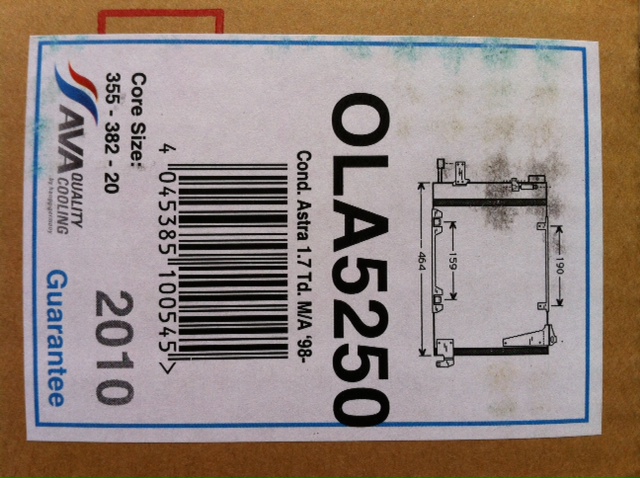 190
159
464
OLA5250
Cond. Astra 1.7 Td. M/A '98-
4 045385 100545 >
Core Size:
355 - 382 - 20
2010
AVA QUALITY
COOLING
Guarantee